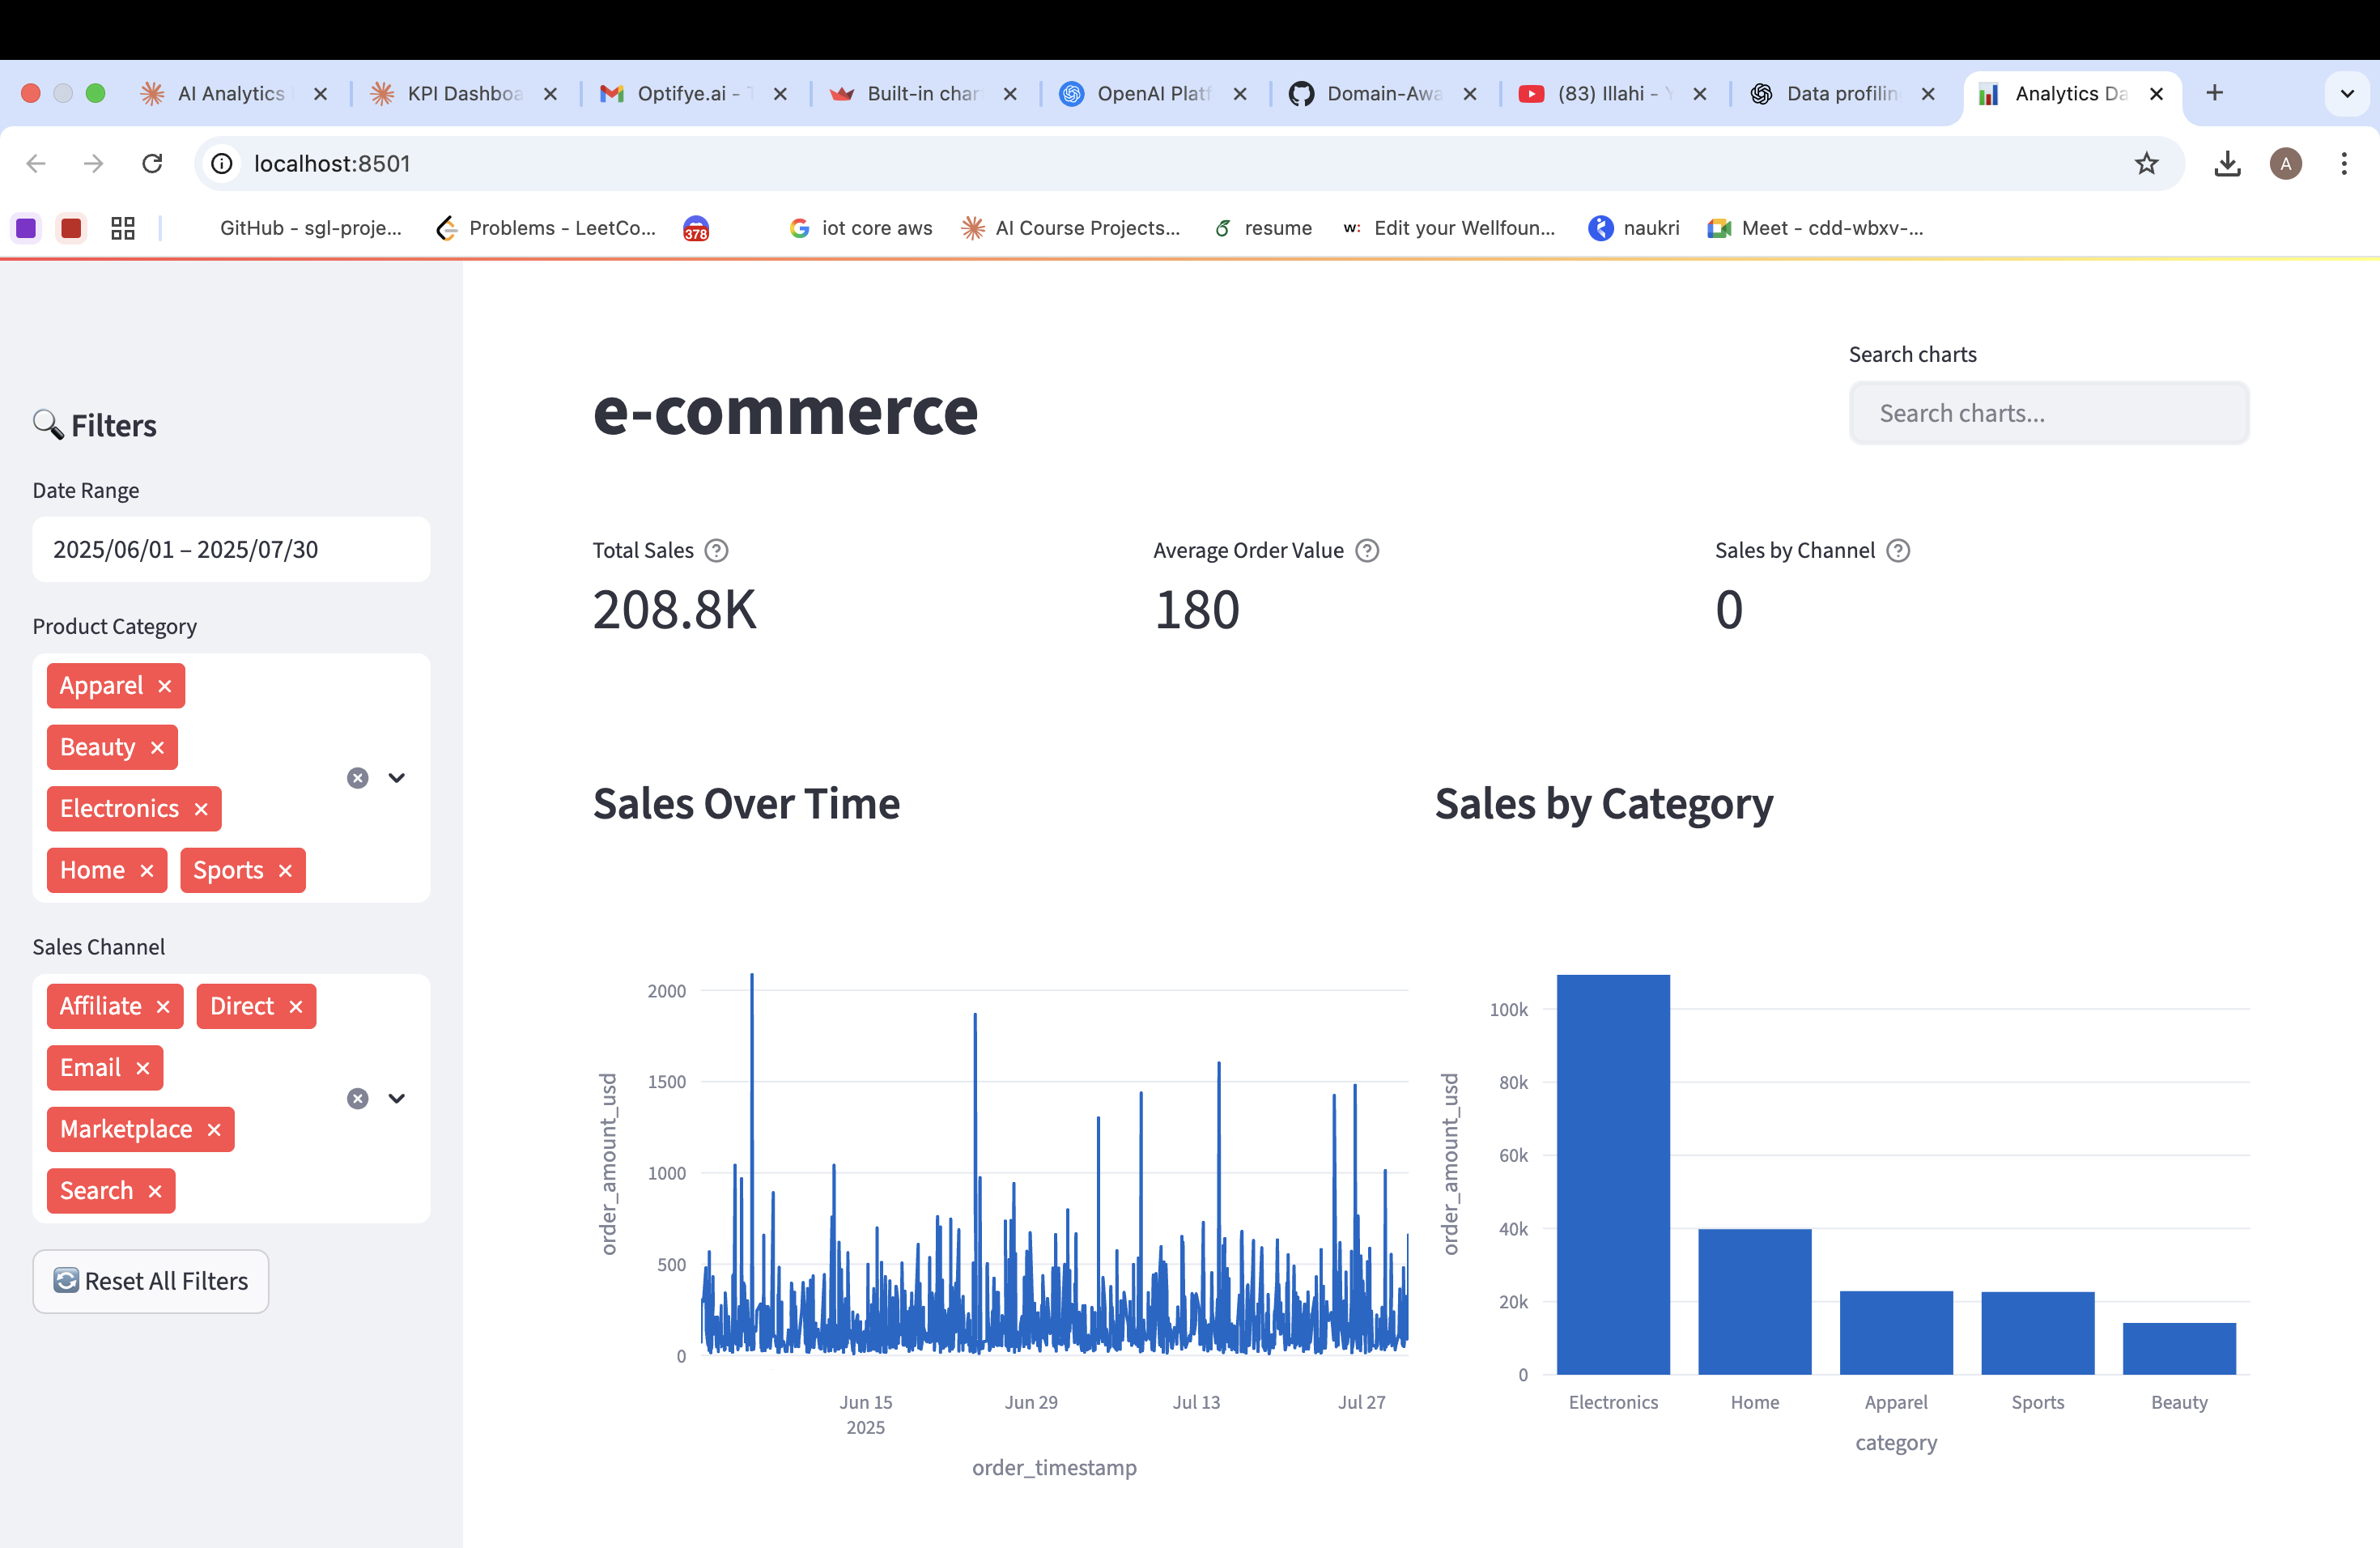 AI Analytics
KPI Dashboa
Optifye.ai -
Built-in char
OpenAI Platf
Domain-Awa
(83) Illahi -
Data profilin
Analytics Da
localhost:8501
A
GitHub - sgl-proje...
Problems - LeetCo...
378
iot core aws
AI Course Projects...
resume
w:
Edit your Wellfoun...
naukri
Meet - cdd-wbxv-...
Filters
Date Range
2025/06/01 – 2025/07/30
Product Category
Apparel
Beauty
Electronics
Home Sports
Sales Channel
Affiliate Direct
Email
Marketplace
Search
Reset All Filters
e-commerce
Search charts
Search charts...
Total Sales
208.8K
Average Order Value
180
Sales by Channel
0
Sales Over Time
2000
1500
1000
500
0
order_amount_usd
Jun 15 Jun 29 Jul 13 Jul 27
2025
order_timestamp
Sales by Category
100k
80k
60k
40k
20k
0
order_amount_usd
Electronics Home Apparel Sports Beauty
category